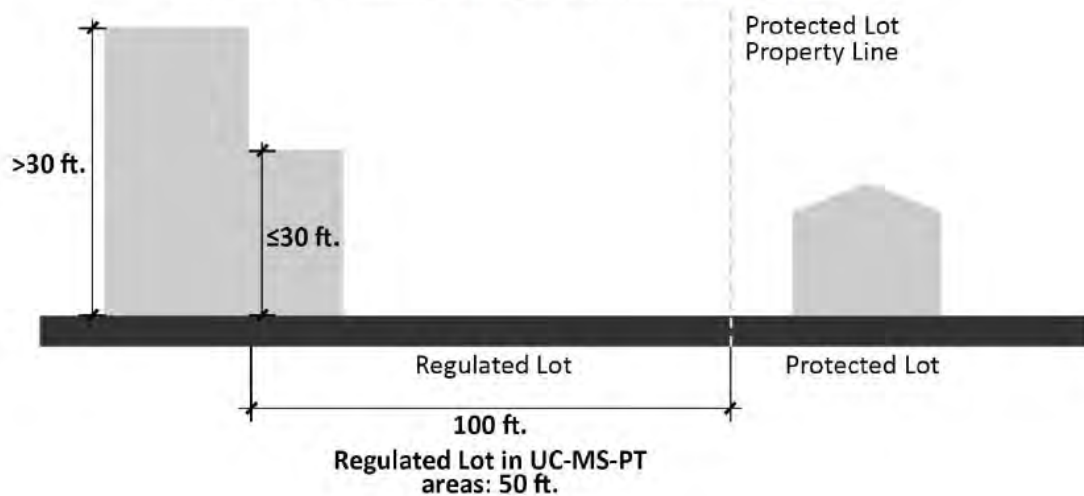 Protected Lot
Property Line
>30 ft.
≤30 ft.
Regulated Lot
Protected Lot
100 ft.
Regulated Lot in UC-MS-PT
areas: 50 ft.